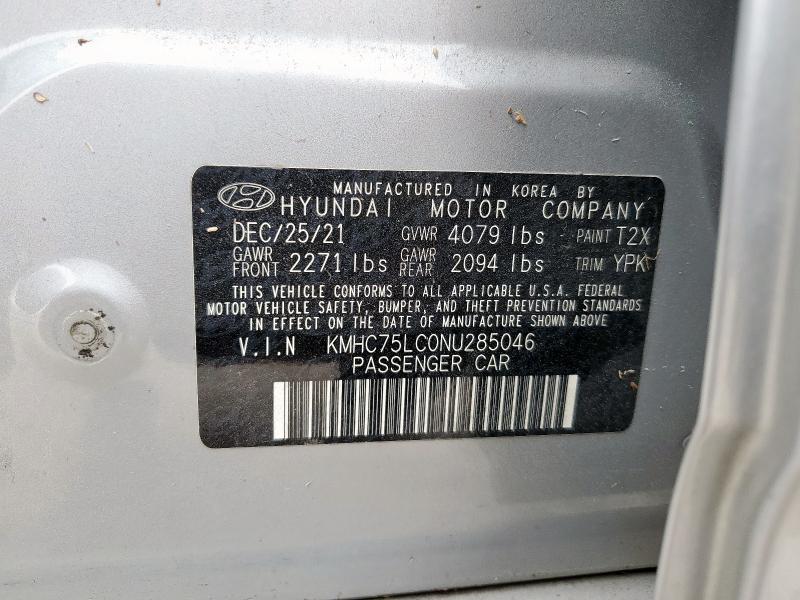 MANUFACTURED IN KOREA BY
HYUNDAI MOTOR COMPANY
DEC/25/21 GVWR 4079 lbs PAINT T2X
GAWR FRONT 2271 lbs GAWR REAR 2094 lbs TRIM YPK
THIS VEHICLE CONFORMS TO ALL APPLICABLE U.S.A. FEDERAL
MOTOR VEHICLE SAFETY, BUMPER, AND THEFT PREVENTION STANDARDS
IN EFFECT ON THE DATE OF MANUFACTURE SHOWN ABOVE
V.I.N KMHC75LC0NU285046
PASSENGER CAR